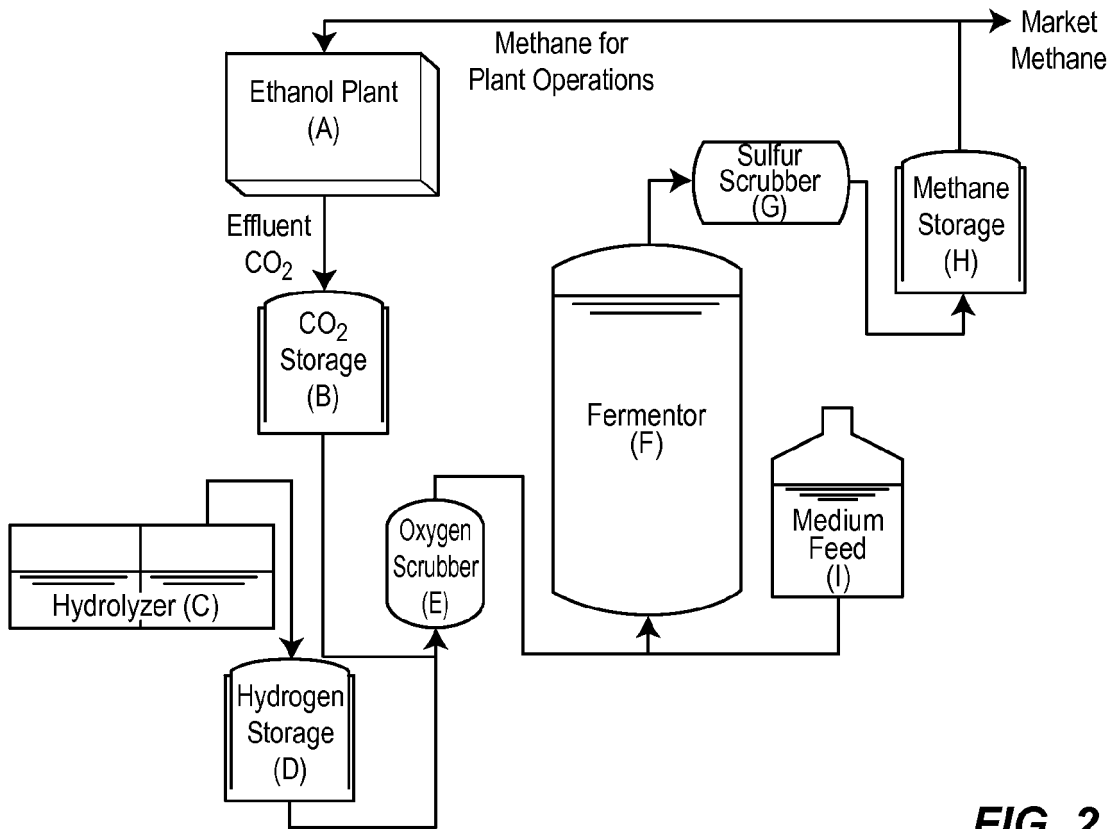 Market
Methane
Methane for
Plant Operations
Ethanol Plant
(A)
Sulfur
Scrubber
(G)
Methane
Storage
(H)
Effluent
CO2
CO2
Storage
(B)
Fermentor
(F)
Medium
Feed
(I)
Oxygen
Scrubber
(E)
Hydrolyzer (C)
Hydrogen
Storage
(D)
FIG. 2